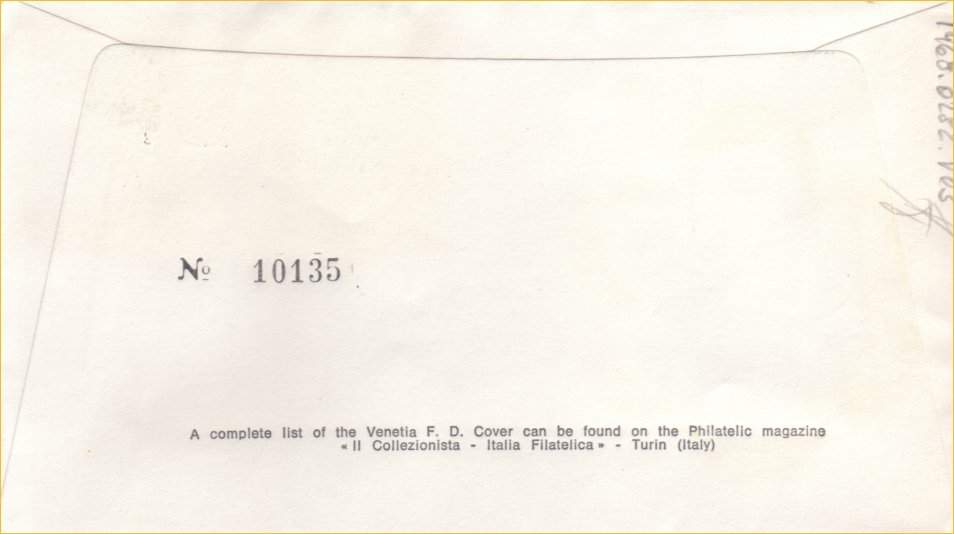 1968.0282.V03
Nº 10135
A complete list of the Venetia F. D. Cover can be found on the Philatelic magazine
« Il Collezionista - Italia Filatelica » - Turin (Italy)